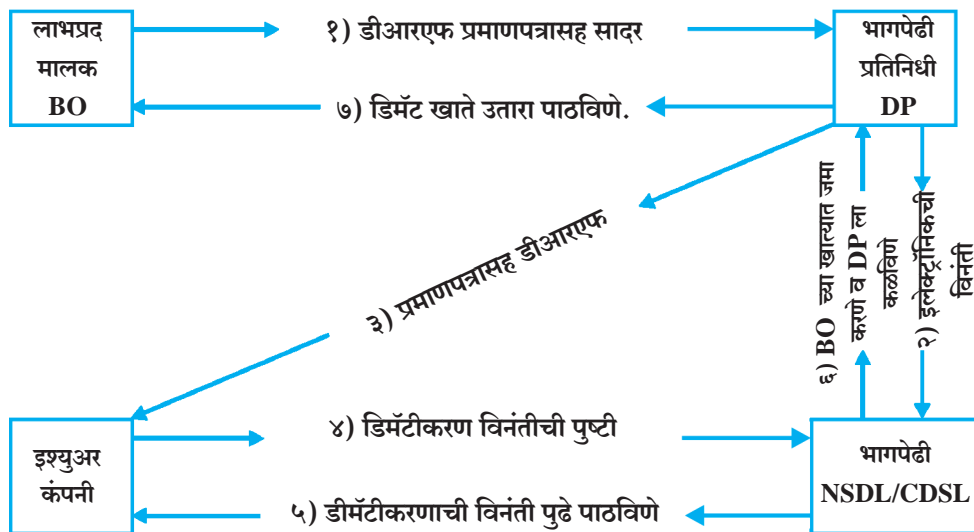 लाभप्रद
मालक
BO
१) डीआरएफ प्रमाणपत्रासह सादर
भागपेढी
प्रतिनिधी
DP
७) डिमॅट खाते उतारा पाठविणे.
३) प्रमाणपत्रासह डीआरएफ
६) BO च्या खात्यात जमा
करणे व DP ला
कळविणे
२) इलेक्ट्रॉनिकची
विनंती
इश्युअर
कंपनी
४) डिमॅटीकरण विनंतीची पुष्टी
५) डीमॅटीकरणाची विनंती पुढे पाठविणे
भागपेढी
NSDL/CDSL